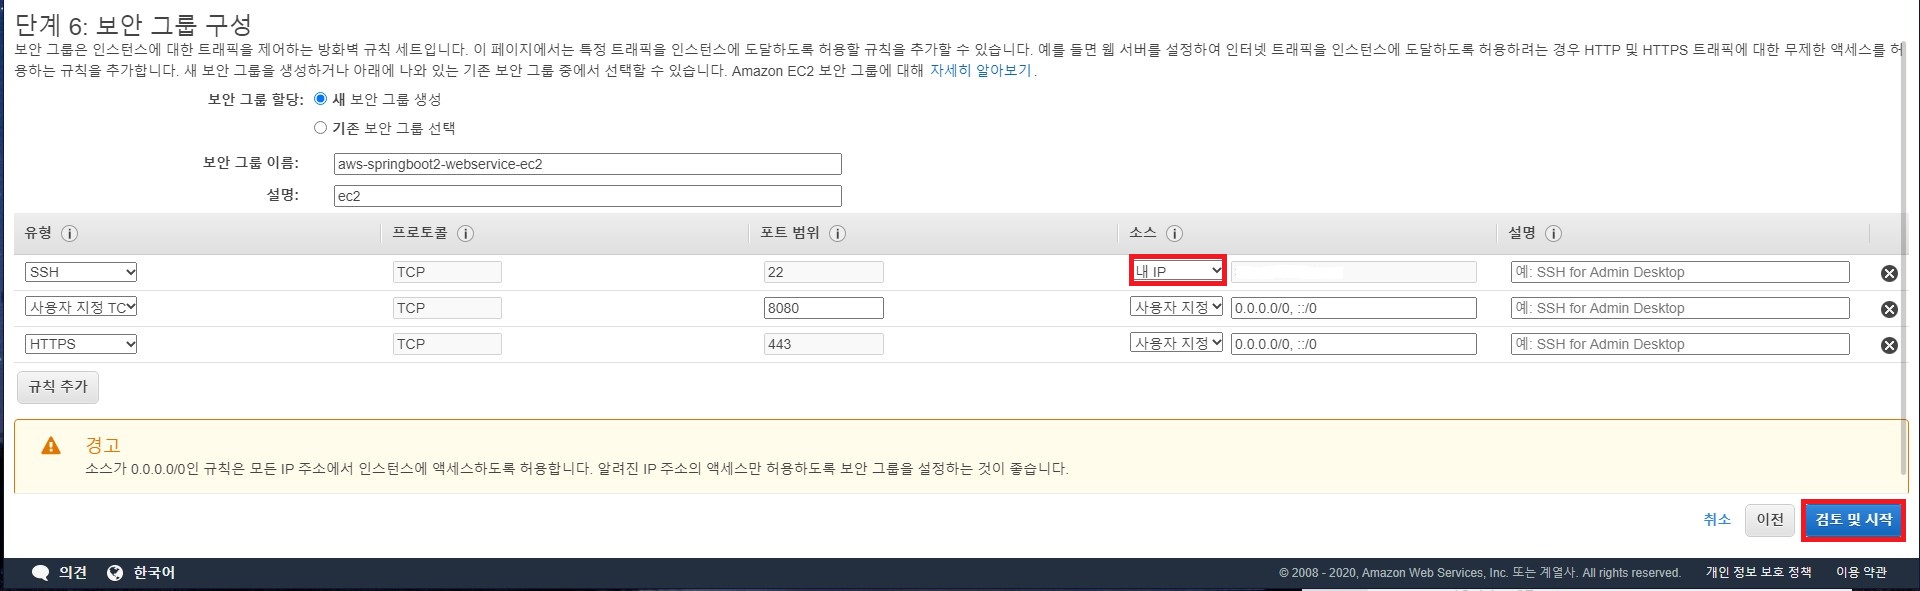 단계 6: 보안 그룹 구성
보안 그룹은 인스턴스에 대한 트래픽을 제어하는 방화벽 규칙 세트입니다. 이 페이지에서는 특정 트래픽을 인스턴스에 도달하도록 허용할 규칙을 추가할 수 있습니다. 예를 들면 웹 서버를 설정하여 인터넷 트래픽을 인스턴스에 도달하도록 허용하려는 경우 HTTP 및 HTTPS 트래픽에 대한 무제한 액세스를 허
용하는 규칙을 추가합니다. 새 보안 그룹을 생성하거나 아래에 나와 있는 기존 보안 그룹 중에서 선택할 수 있습니다. Amazon EC2 보안 그룹에 대해 자세히 알아보기.
보안 그룹 할당: 새 보안 그룹 생성
기존 보안 그룹 선택
보안 그룹 이름: aws-springboot2-webservice-ec2
설명: ec2
유형 프로토콜 포트 범위 소스 설명
SSH TCP 22 내 IP 예: SSH for Admin Desktop
사용자 지정 TC TCP 8080 사용자 지정 0.0.0.0/0, ::/0 예: SSH for Admin Desktop
HTTPS TCP 443 사용자 지정 0.0.0.0/0, ::/0 예: SSH for Admin Desktop
규칙 추가
경고
소스가 0.0.0.0/0인 규칙은 모든 IP 주소에서 인스턴스에 액세스하도록 허용합니다. 알려진 IP 주소의 액세스만 허용하도록 보안 그룹을 설정하는 것이 좋습니다.
취소 이전 검토 및 시작
의견 한국어 © 2008 - 2020, Amazon Web Services, Inc. 또는 계열사. All rights reserved. 개인 정보 보호 정책 이용 약관